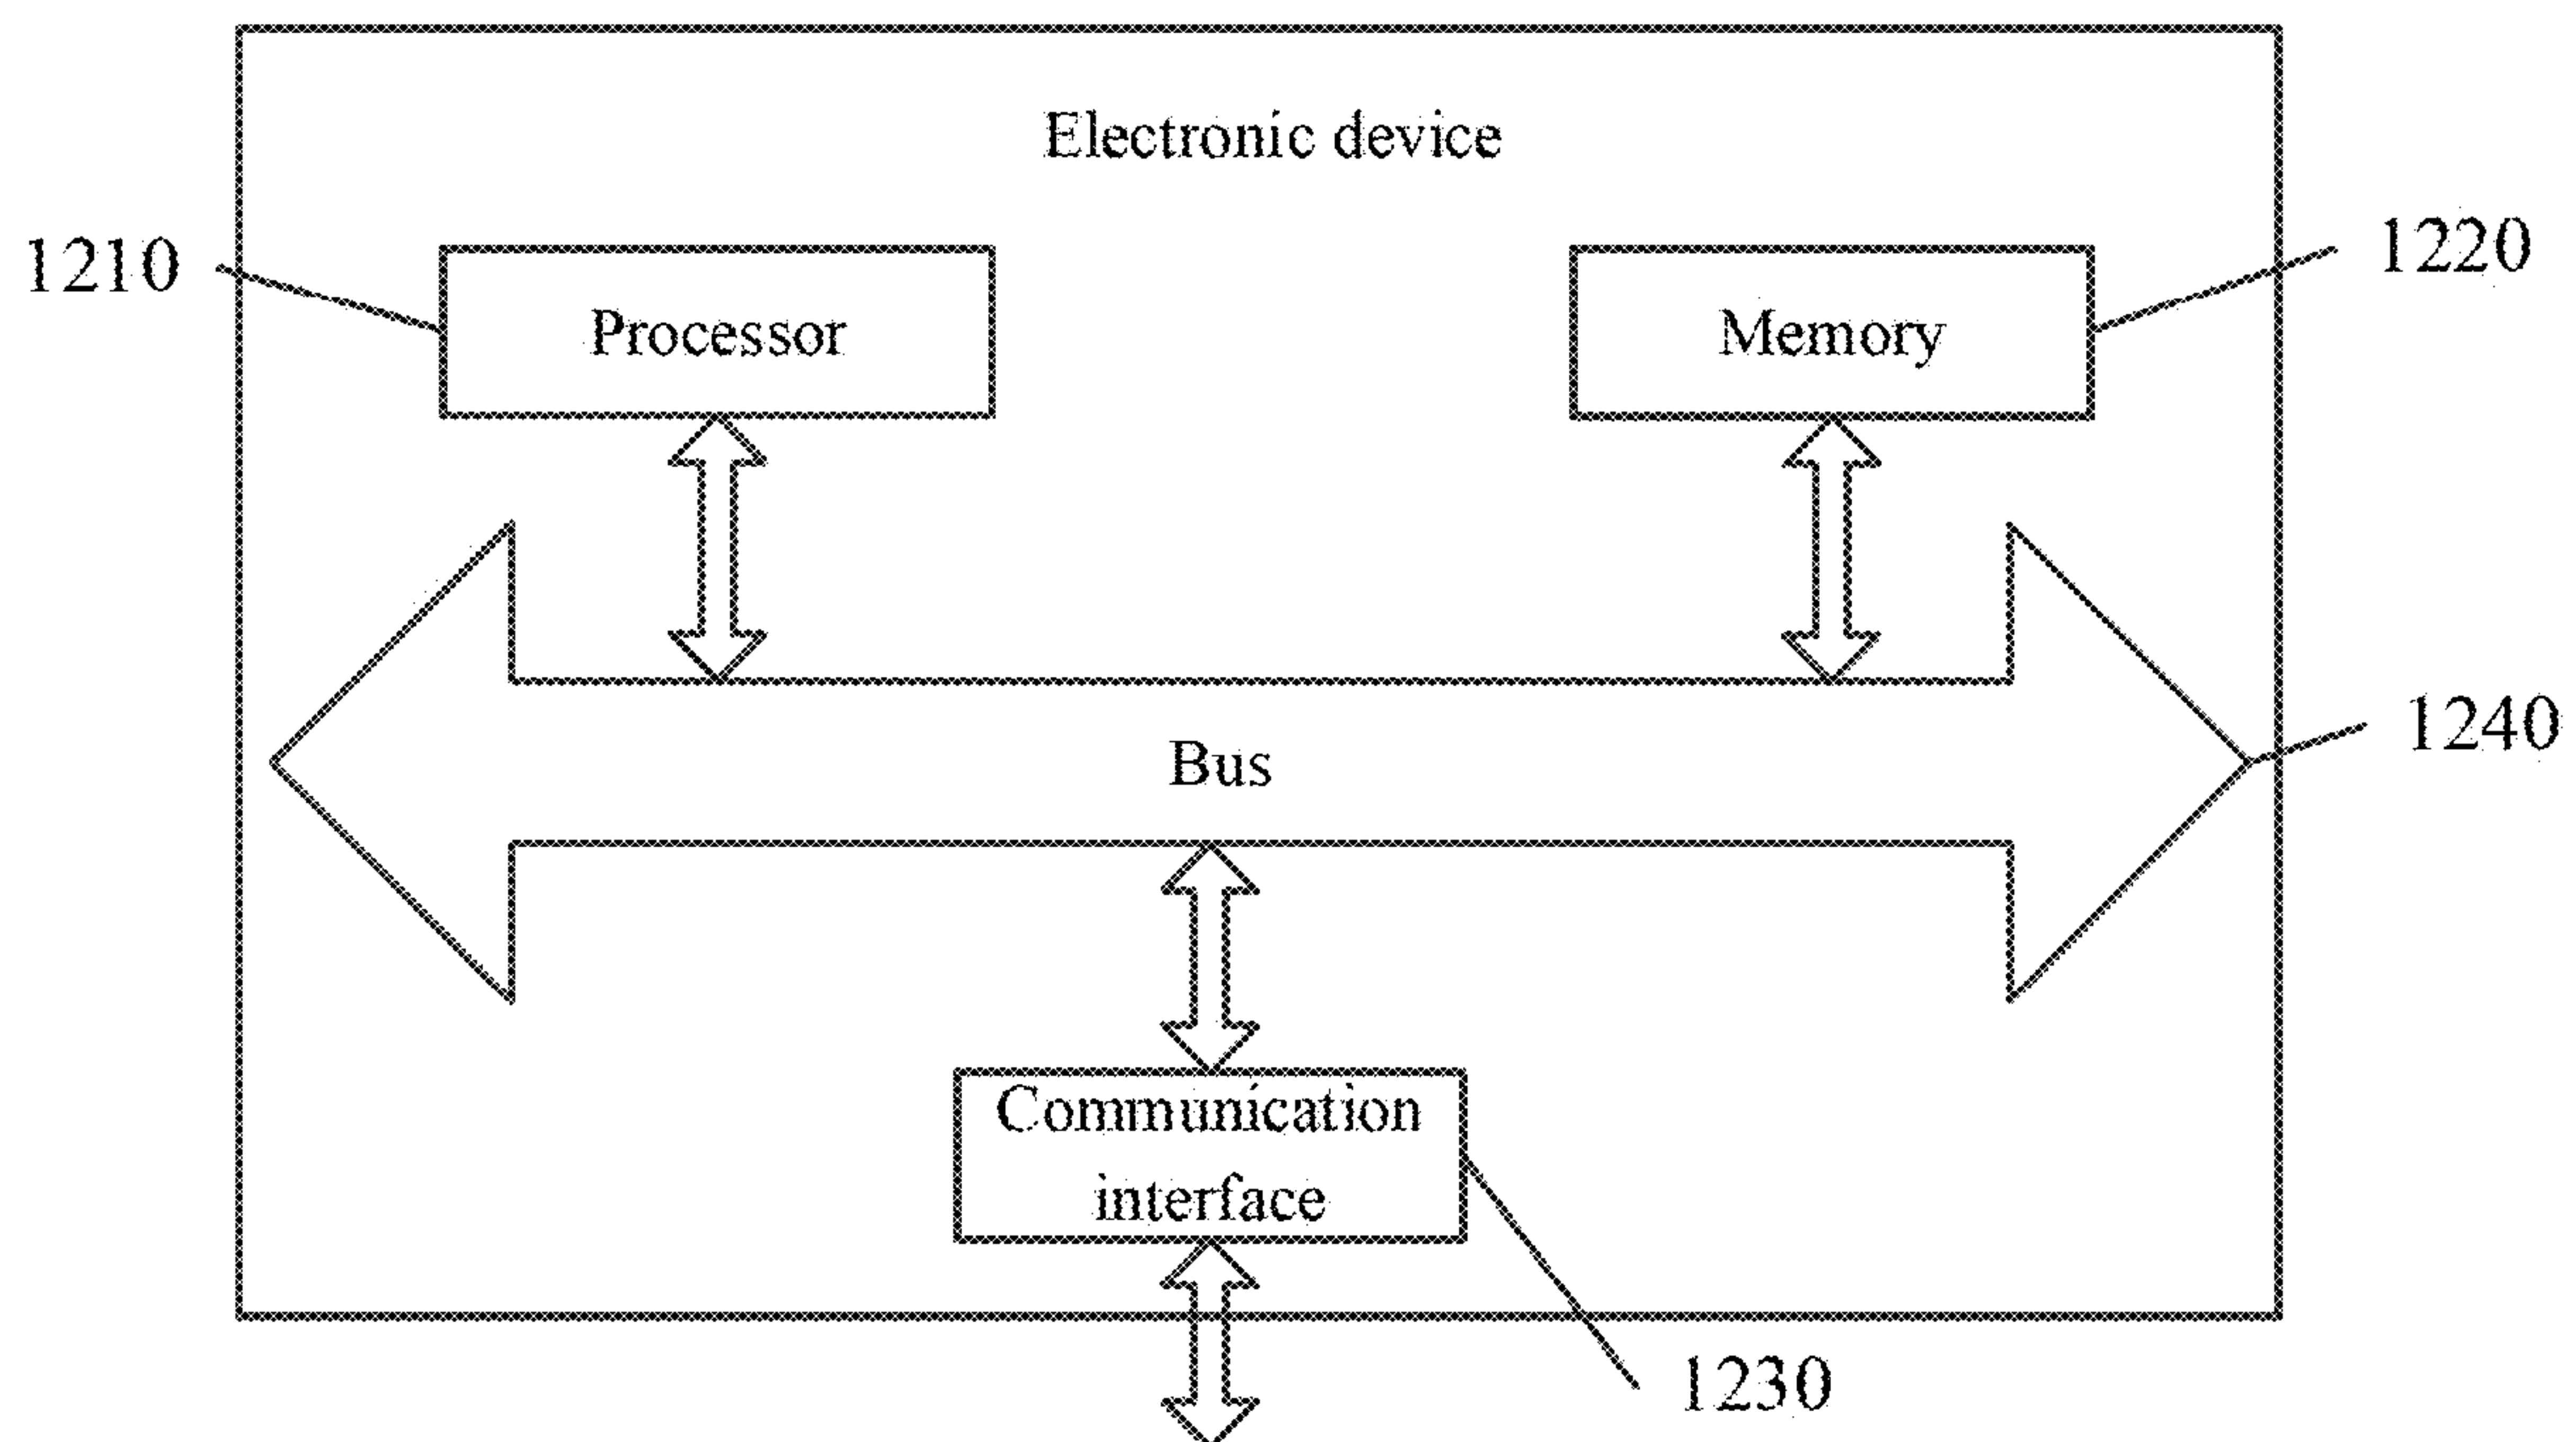 Electronic device
1210
Processor
Memory
1220
Bus
1240
Communication
interface
1230